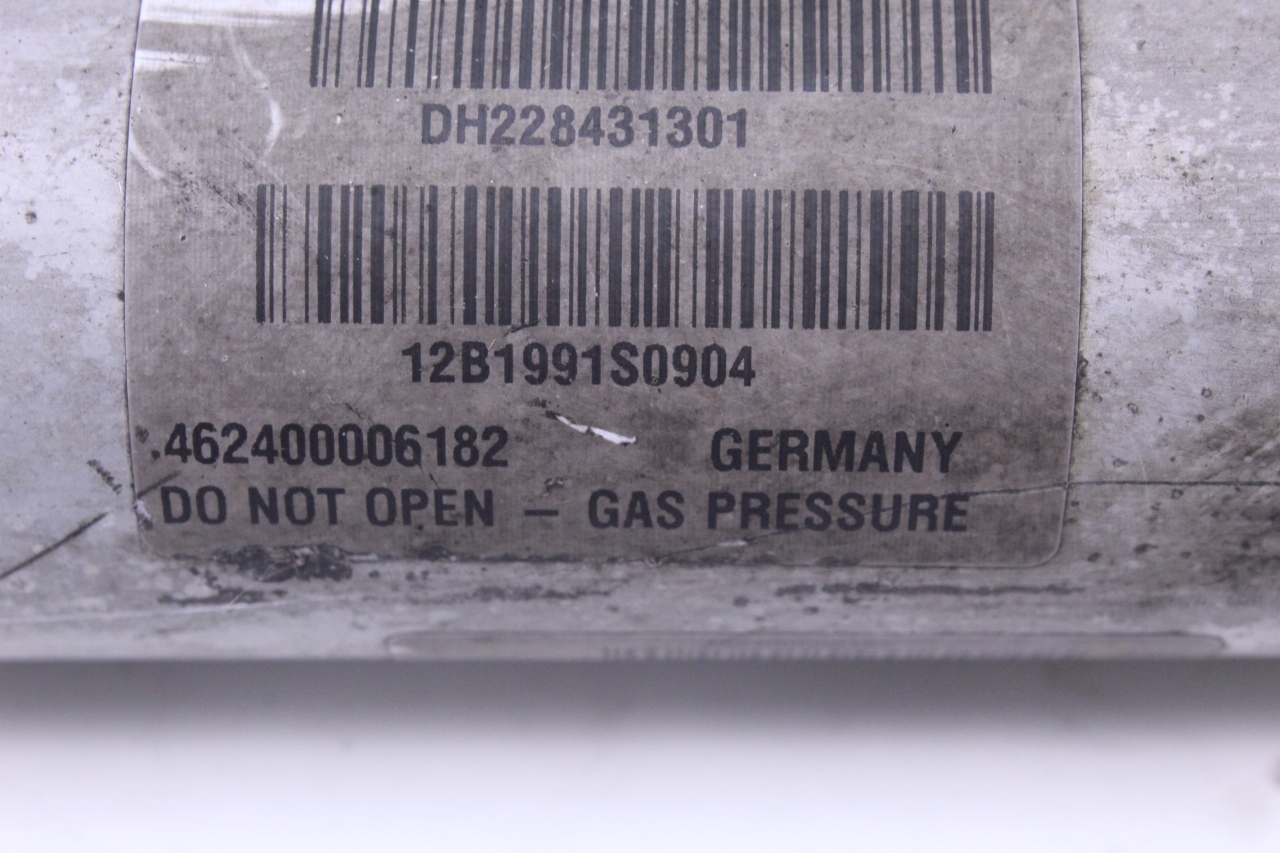 DH228431301
12B1991S0904
462400006182 GERMANY
DO NOT OPEN – GAS PRESSURE